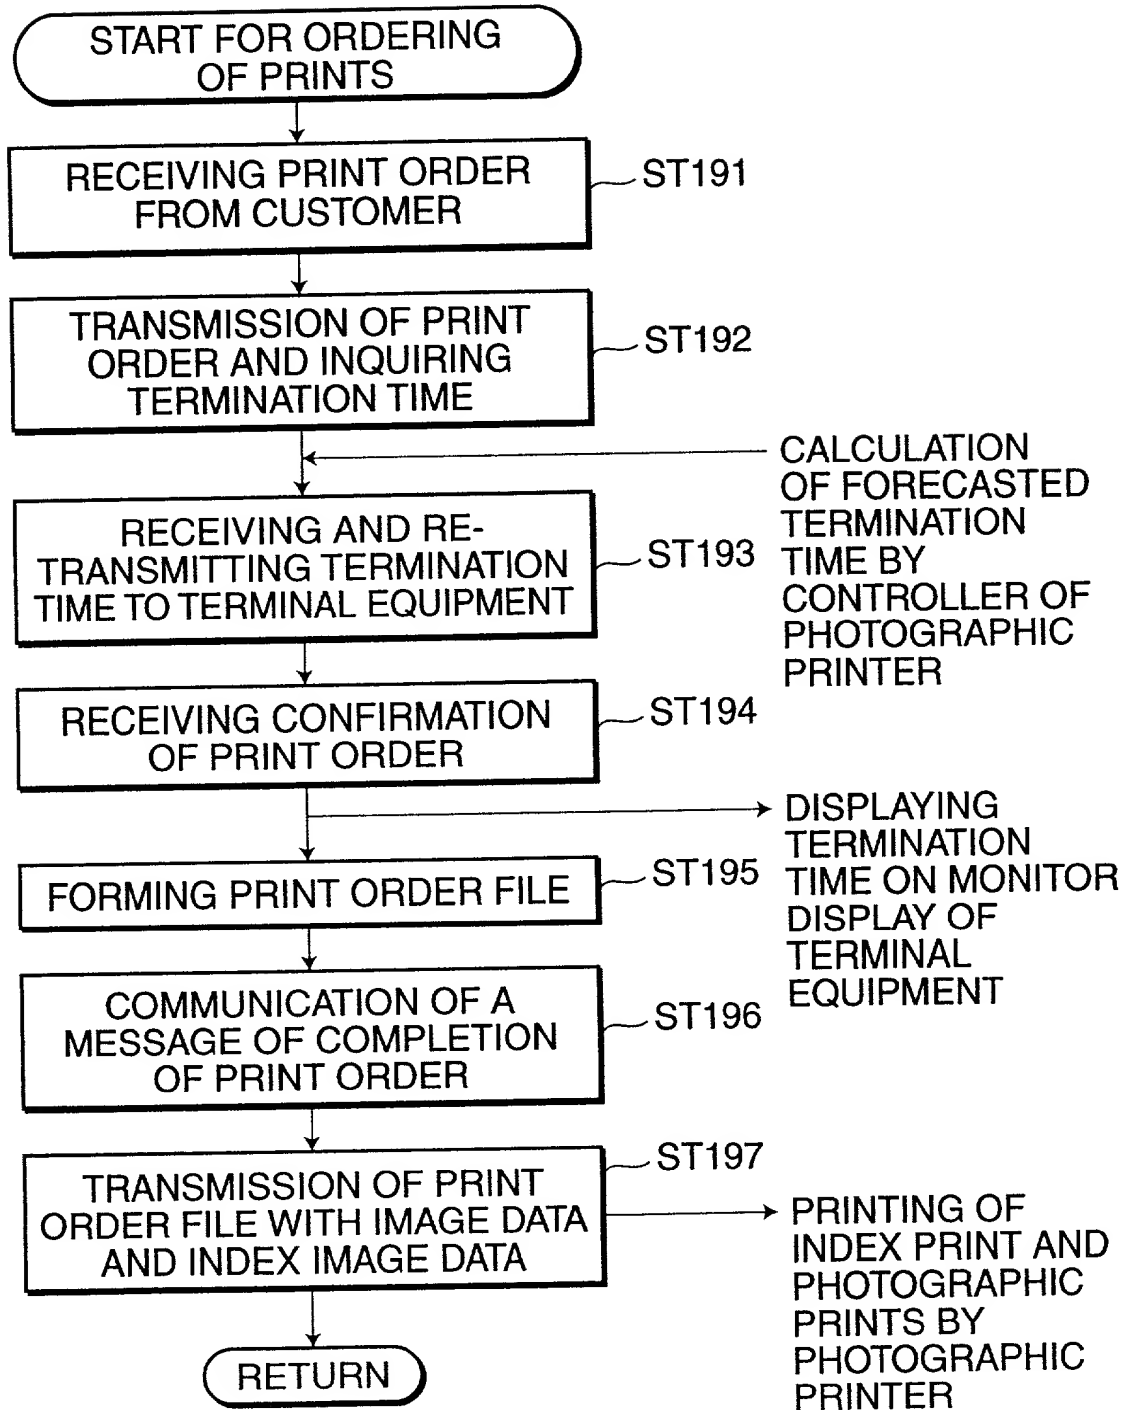 START FOR ORDERING
OF PRINTS
RECEIVING PRINT ORDER
FROM CUSTOMER
ST191
TRANSMISSION OF PRINT
ORDER AND INQUIRING
TERMINATION TIME
ST192
CALCULATION
OF FORECASTED
TERMINATION
TIME BY
CONTROLLER OF
PHOTOGRAPHIC
PRINTER
RECEIVING AND RE-
TRANSMITTING TERMINATION
TIME TO TERMINAL EQUIPMENT
ST193
RECEIVING CONFIRMATION
OF PRINT ORDER
ST194
DISPLAYING
TERMINATION
TIME ON MONITOR
DISPLAY OF
TERMINAL
EQUIPMENT
FORMING PRINT ORDER FILE
ST195
COMMUNICATION OF A
MESSAGE OF COMPLETION
OF PRINT ORDER
ST196
TRANSMISSION OF PRINT
ORDER FILE WITH IMAGE DATA
AND INDEX IMAGE DATA
ST197
PRINTING OF
INDEX PRINT AND
PHOTOGRAPHIC
PRINTS BY
PHOTOGRAPHIC
PRINTER
RETURN